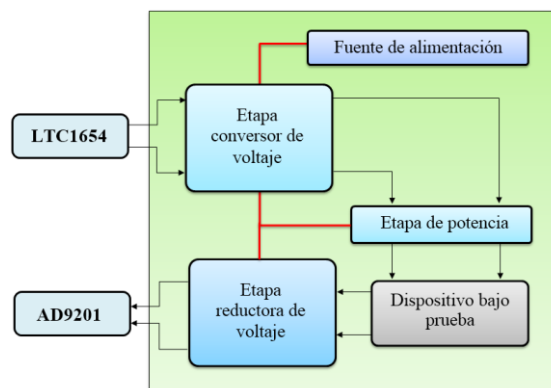 Fuente de alimentación
Etapa
conversor de
voltaje
LTC1654
Etapa de potencia
Etapa
reductora de
voltaje
Dispositivo bajo
prueba
AD9201